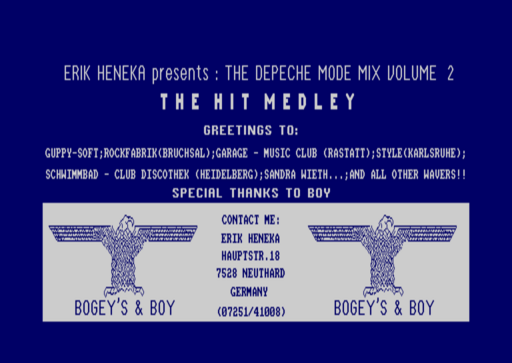 ERIK HENEKA presents : THE DEPECHE MODE MIX VOLUME 2
THE HIT MEDLEY
GREETINGS TO:
GUPPY-SOFT;ROCKFABRIK(BRUCHSAL);GARAGE - MUSIC CLUB (RASTATT);STYLE(KARLSRUHE);
SCHWIMMBAD - CLUB DISCOTHEK (HEIDELBERG);SANDRA WIETH...;AND ALL OTHER WAVERS!!
SPECIAL THANKS TO BOY
CONTACT ME:
ERIK HENEKA
HAUPTSTR.18
7528 NEUTHARD
GERMANY
(07251/41008)
BOGEY'S & BOY
BOGEY'S & BOY